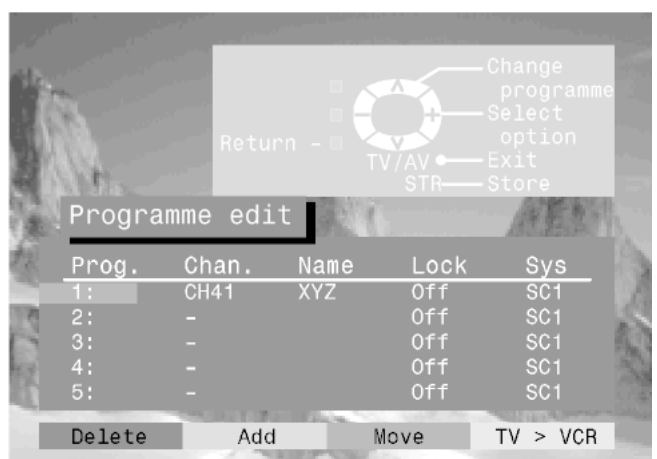 Change
programme
Select
option
Return –
TV/AV Exit
STR Store
Programme edit
Prog. Chan. Name Lock Sys
1: CH41 XYZ Off SC1
2: – Off SC1
3: – Off SC1
4: – Off SC1
5: – Off SC1
Delete Add Move TV > VCR